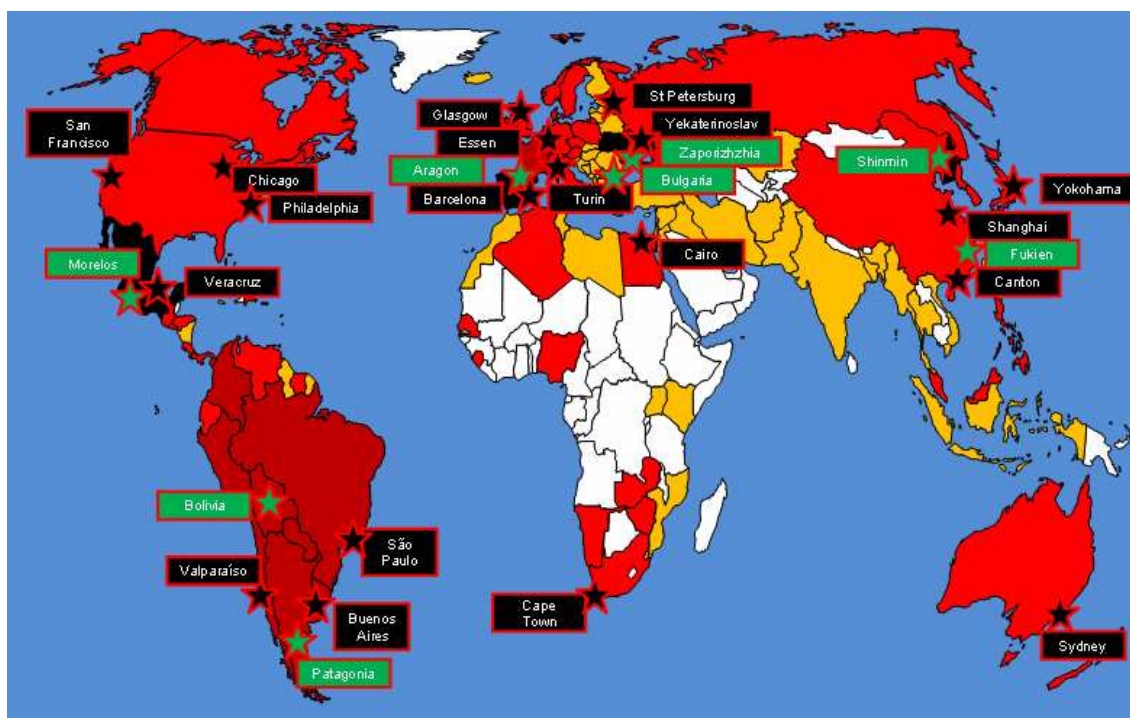 St Petersburg
Glasgow
San
Francisco
Essen
Yekaterinoslav
Zaporizhzhia
Shinmin
Aragon
Chicago
Bulgaria
Yokohama
Barcelona
Turin
Philadelphia
Shanghai
Cairo
Fukien
Morelos
Veracruz
Canton
Bolivia
São
Paulo
Valparaíso
Cape
Town
Buenos
Aires
Sydney
Patagonia